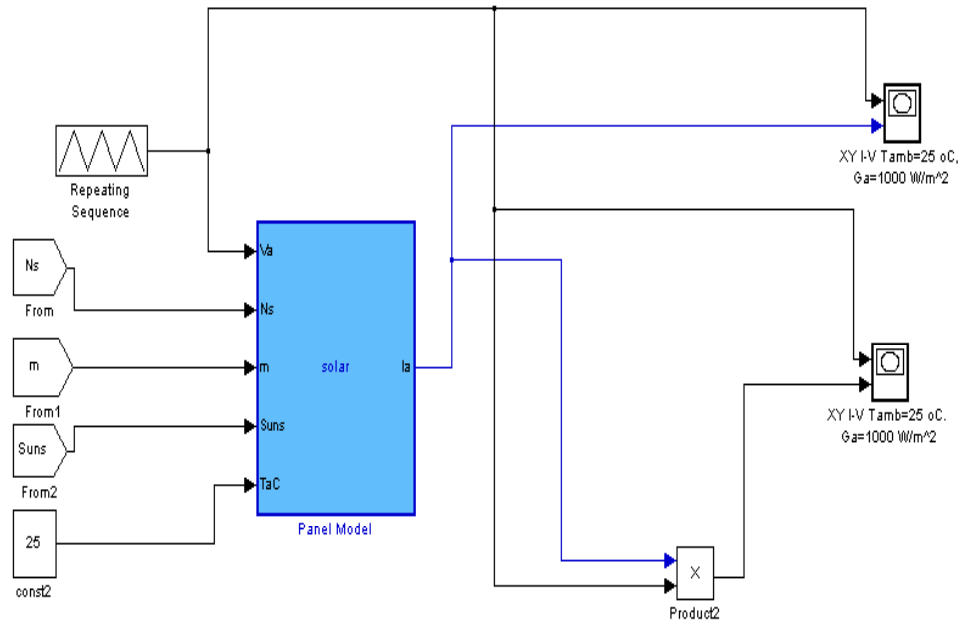 XY I-V Tamb=25 oC,
Ga=1000 W/m^2
Repeating
Sequence
Va
Ns
From
Ns
m
From1
m
solar
Ia
Suns
From2
Suns
TaC
25
const2
Panel Model
XY I-V Tamb=25 oC.
Ga=1000 W/m^2
X
Product2